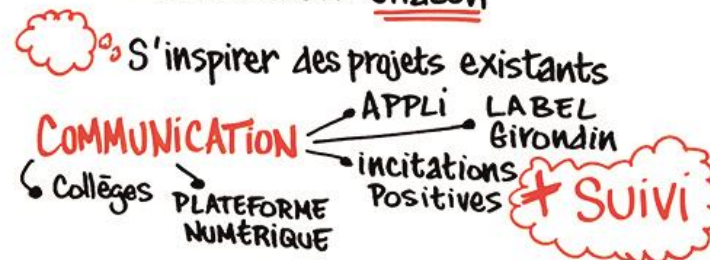 S'inspirer des projets existants
COMMUNICATION
APPLi
LABEL
Girondin
incitations
Positives
+ SUIVI
Collèges
PLATEFORME
NUMÉRIQUE